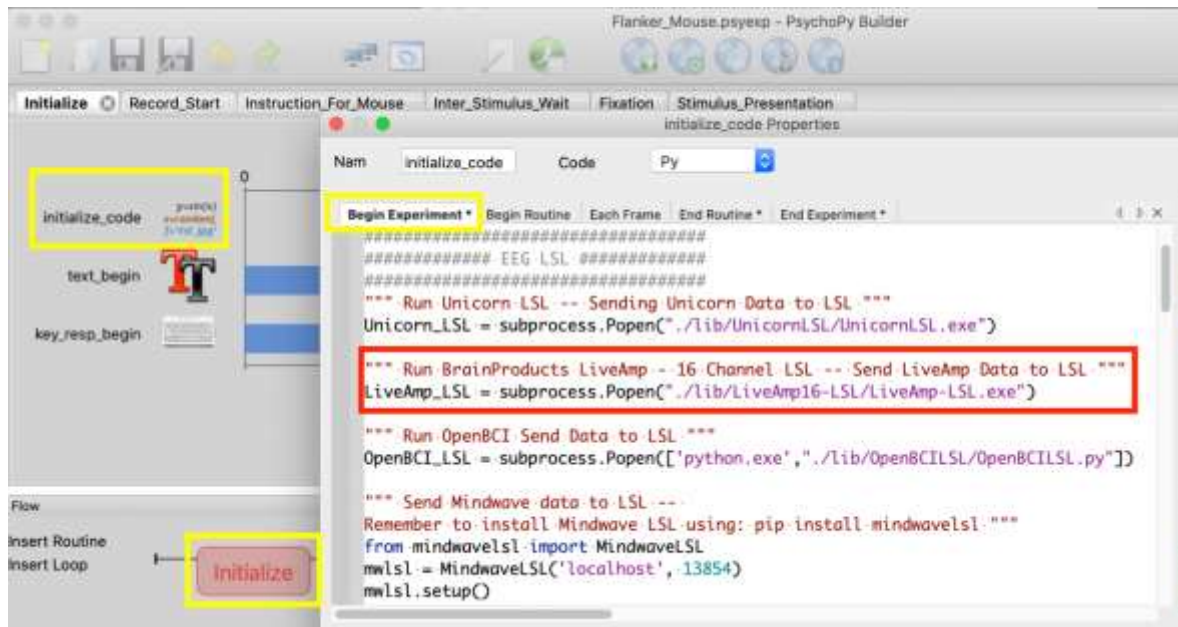 Flanker_Mouse.psyexp - PsychoPy Builder
Initialize Record_Start Instruction_For_Mouse Inter_Stimulus_Wait Fixation Stimulus_Presentation
initialize_code Properties
Nam initialize_code Code Py
0
initialize_code
Begin Experiment * Begin Routine Each Frame End Routine * End Experiment *
###################################
############# EEG LSL #############
###################################
""" Run Unicorn LSL -- Sending Unicorn Data to LSL """
Unicorn_LSL = subprocess.Popen("./lib/UnicornLSL/UnicornLSL.exe")
text_begin
key_resp_begin
""" Run BrainProducts LiveAmp - 16 Channel LSL -- Send LiveAmp Data to LSL """
LiveAmp_LSL = subprocess.Popen("./lib/LiveAmp16-LSL/LiveAmp-LSL.exe")
""" Run OpenBCI Send Data to LSL """
OpenBCI_LSL = subprocess.Popen(['python.exe',"./lib/OpenBCILSL/OpenBCILSL.py"])
""" Send Mindwave data to LSL --
Remember to install Mindwave LSL using: pip install mindwavelsl """
from mindwavelsl import MindwaveLSL
mwlsl = MindwaveLSL('localhost', 13854)
mwlsl.setup()
Flow
Insert Routine
Insert Loop
Initialize